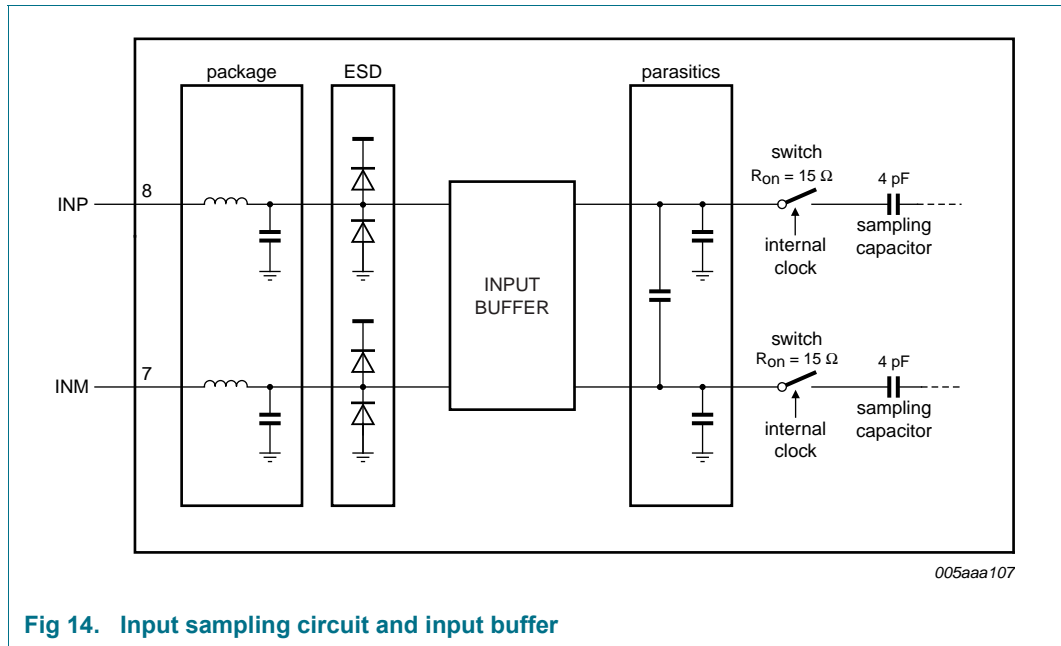 package
ESD
parasitics
switch
Ron = 15 Ω
4 pF
INP
8
internal
clock
sampling
capacitor
INPUT
BUFFER
switch
Ron = 15 Ω
4 pF
INM
7
internal
clock
sampling
capacitor
005aaa107
Fig 14. Input sampling circuit and input buffer